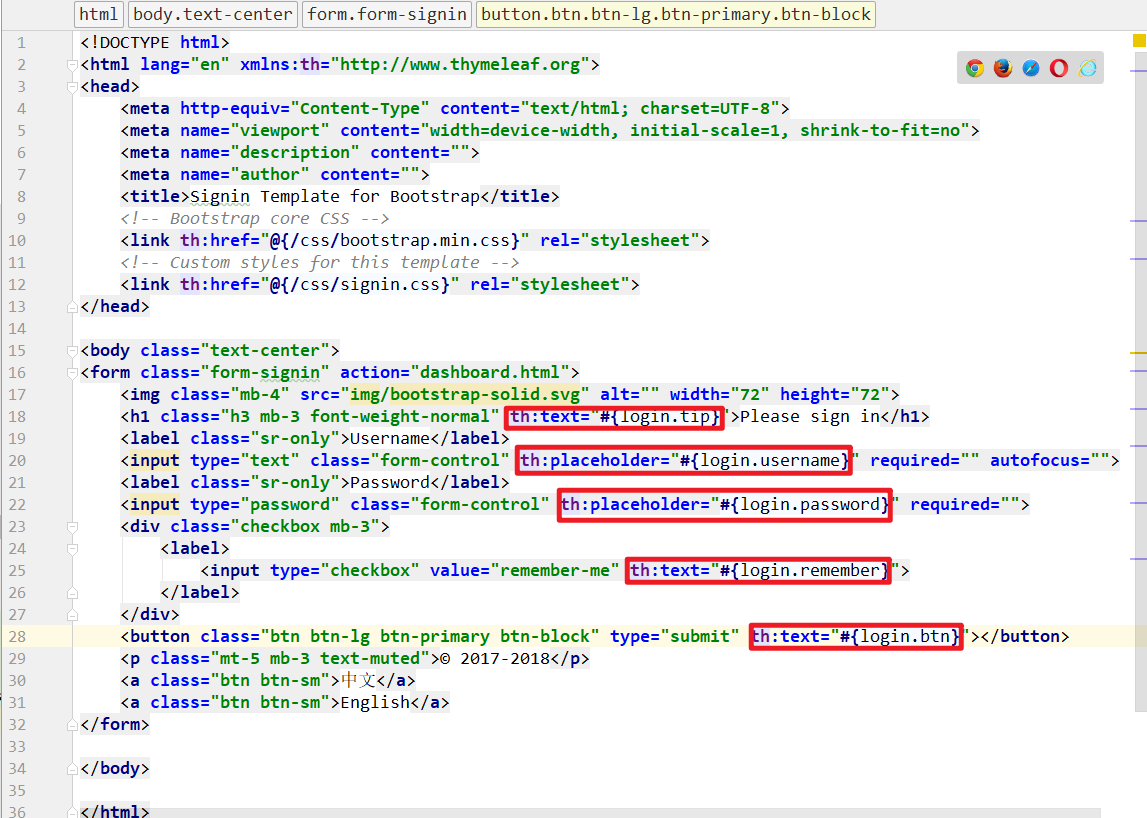 html body.text-center form.form-signin button.btn.btn-lg.btn-primary.btn-block
1 <!DOCTYPE html>
2 <html lang="en" xmlns:th="http://www.thymeleaf.org">
3 <head>
4 <meta http-equiv="Content-Type" content="text/html; charset=UTF-8">
5 <meta name="viewport" content="width=device-width, initial-scale=1, shrink-to-fit=no">
6 <meta name="description" content="">
7 <meta name="author" content="">
8 <title>Signin Template for Bootstrap</title>
9 <!-- Bootstrap core CSS -->
10 <link th:href="@{/css/bootstrap.min.css}" rel="stylesheet">
11 <!-- Custom styles for this template -->
12 <link th:href="@{/css/signin.css}" rel="stylesheet">
13 </head>
14
15 <body class="text-center">
16 <form class="form-signin" action="dashboard.html">
17 <img class="mb-4" src="img/bootstrap-solid.svg" alt="" width="72" height="72">
18 <h1 class="h3 mb-3 font-weight-normal" th:text="#{login.tip}">Please sign in</h1>
19 <label class="sr-only">Username</label>
20 <input type="text" class="form-control" th:placeholder="#{login.username}" required="" autofocus="">
21 <label class="sr-only">Password</label>
22 <input type="password" class="form-control" th:placeholder="#{login.password}" required="">
23 <div class="checkbox mb-3">
24 <label>
25 <input type="checkbox" value="remember-me" th:text="#{login.remember}">
26 </label>
27 </div>
28 <button class="btn btn-lg btn-primary btn-block" type="submit" th:text="#{login.btn}"></button>
29 <p class="mt-5 mb-3 text-muted">© 2017-2018</p>
30 <a class="btn btn-sm">中文</a>
31 <a class="btn btn-sm">English</a>
32 </form>
33
34 </body>
35
36 </html>